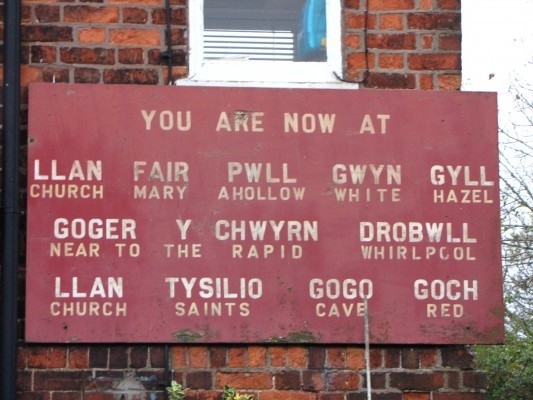 YOU ARE NOW AT
LLAN FAIR PWLL GWYN GYLL
CHURCH MARY AHOLLOW WHITE HAZEL
GOGER Y CHWYRN DROBWLL
NEAR TO THE RAPID WHIRLPOOL
LLAN TYSILIO GOGO GOCH
CHURCH SAINTS CAVE RED